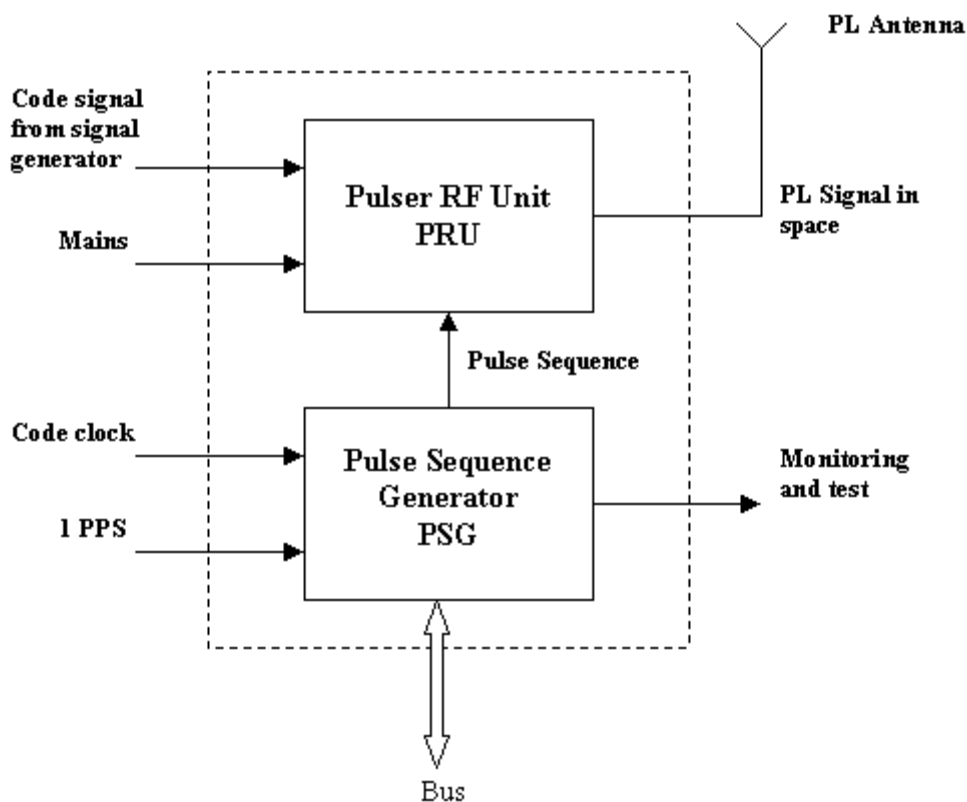 PL Antenna
Code signal
from signal
generator
Pulser RF Unit
PRU
PL Signal in
space
Mains
Pulse Sequence
Code clock
Pulse Sequence
Generator
PSG
Monitoring
and test
1 PPS
Bus